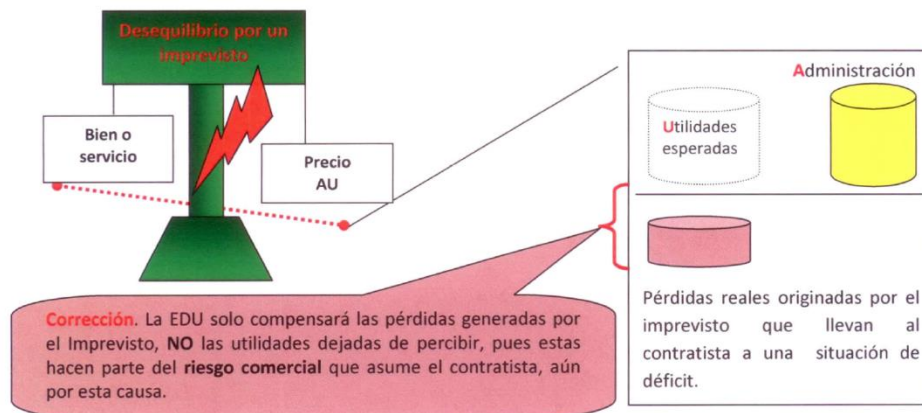 Desequilibrio por un
imprevisto
Bien o
servicio
Precio
AU
Administración
Utilidades
esperadas
Pérdidas reales originadas por el
imprevisto que llevan al
contratista a una situación de
déficit.
Corrección. La EDU solo compensará las pérdidas generadas por
el Imprevisto, NO las utilidades dejadas de percibir, pues estas
hacen parte del riesgo comercial que asume el contratista, aún
por esta causa.